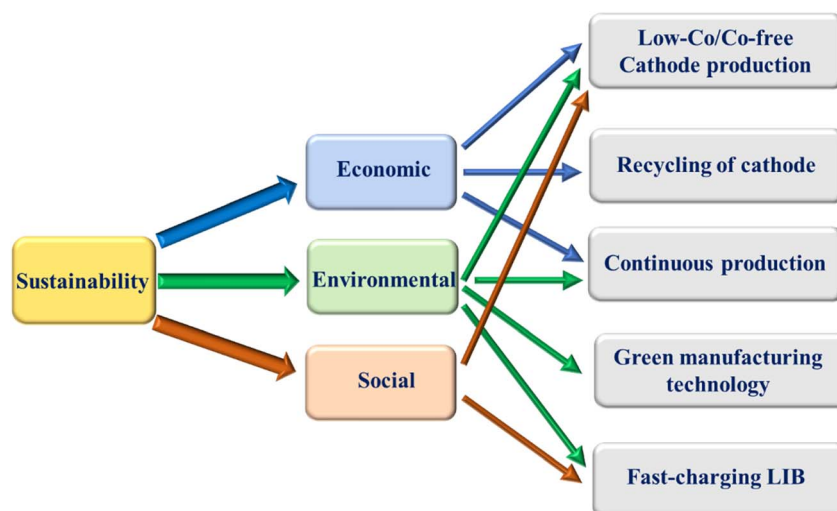 Sustainability
Economic
Environmental
Social
Low-Co/Co-free
Cathode production
Recycling of cathode
Continuous production
Green manufacturing
technology
Fast-charging LIB